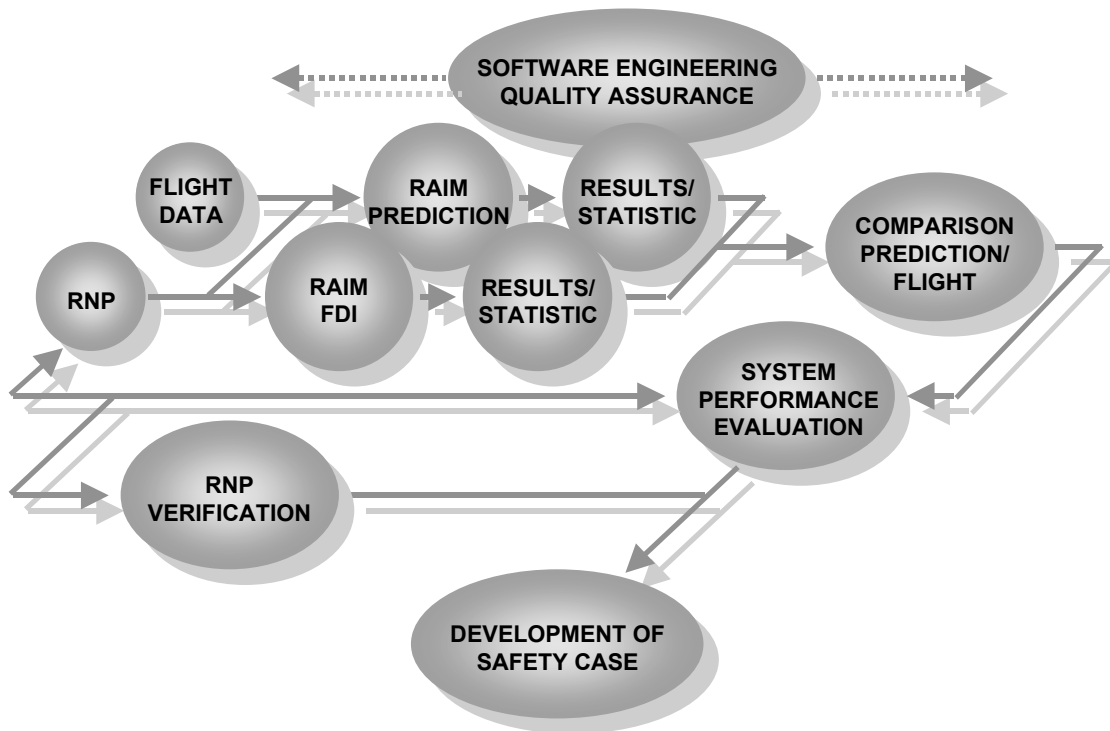 SOFTWARE ENGINEERING
QUALITY ASSURANCE
FLIGHT
DATA
RAIM
PREDICTION
RESULTS/
STATISTIC
COMPARISON
PREDICTION/
FLIGHT
RNP
RAIM
FDI
RESULTS/
STATISTIC
SYSTEM
PERFORMANCE
EVALUATION
RNP
VERIFICATION
DEVELOPMENT OF
SAFETY CASE